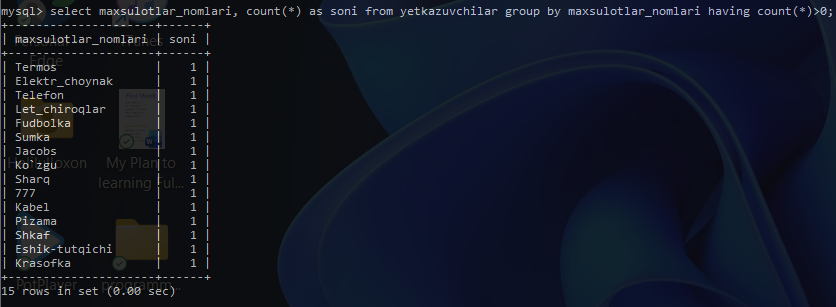 mysql> select maxsulotlar_nomlari, count(*) as soni from yetkazuvchilar group by maxsulotlar_nomlari having count(*)>0;
+---------------------+------+
| maxsulotlar_nomlari | soni |
+---------------------+------+
| Termos | 1 |
| Elektr_choynak | 1 |
| Telefon | 1 |
| Let_chiroqlar | 1 |
| Fudbolka | 1 |
| Sumka | 1 |
| Jacobs | 1 |
| Ko`zgu | 1 |
| Sharq | 1 |
| 777 | 1 |
| Kabel | 1 |
| Pizama | 1 |
| Shkaf | 1 |
| Eshik-tutqichi | 1 |
| Krasofka | 1 |
+---------------------+------+
15 rows in set (0.00 sec)
Edge
My Plan to
learning Ful...
PotPlayer
programm...